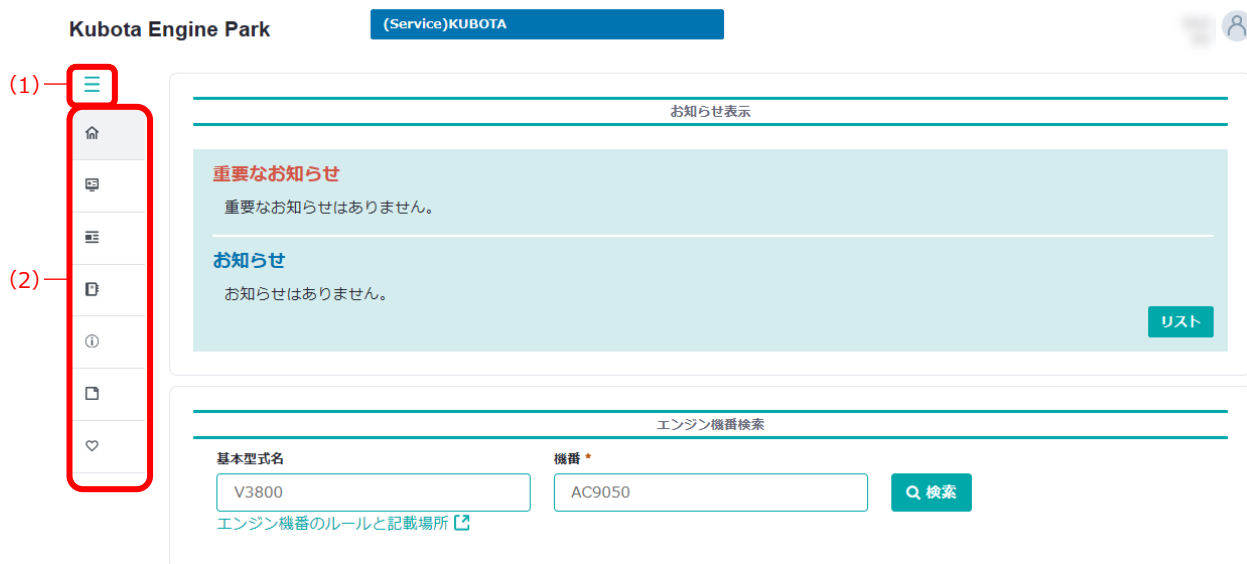 Kubota Engine Park
(Service)KUBOTA
(1)
お知らせ表示
重要なお知らせ
重要なお知らせはありません。
(2)
お知らせ
お知らせはありません。
リスト
エンジン機番検索
基本型式名
機番 *
V3800
AC9050
検索
エンジン機番のルールと記載場所